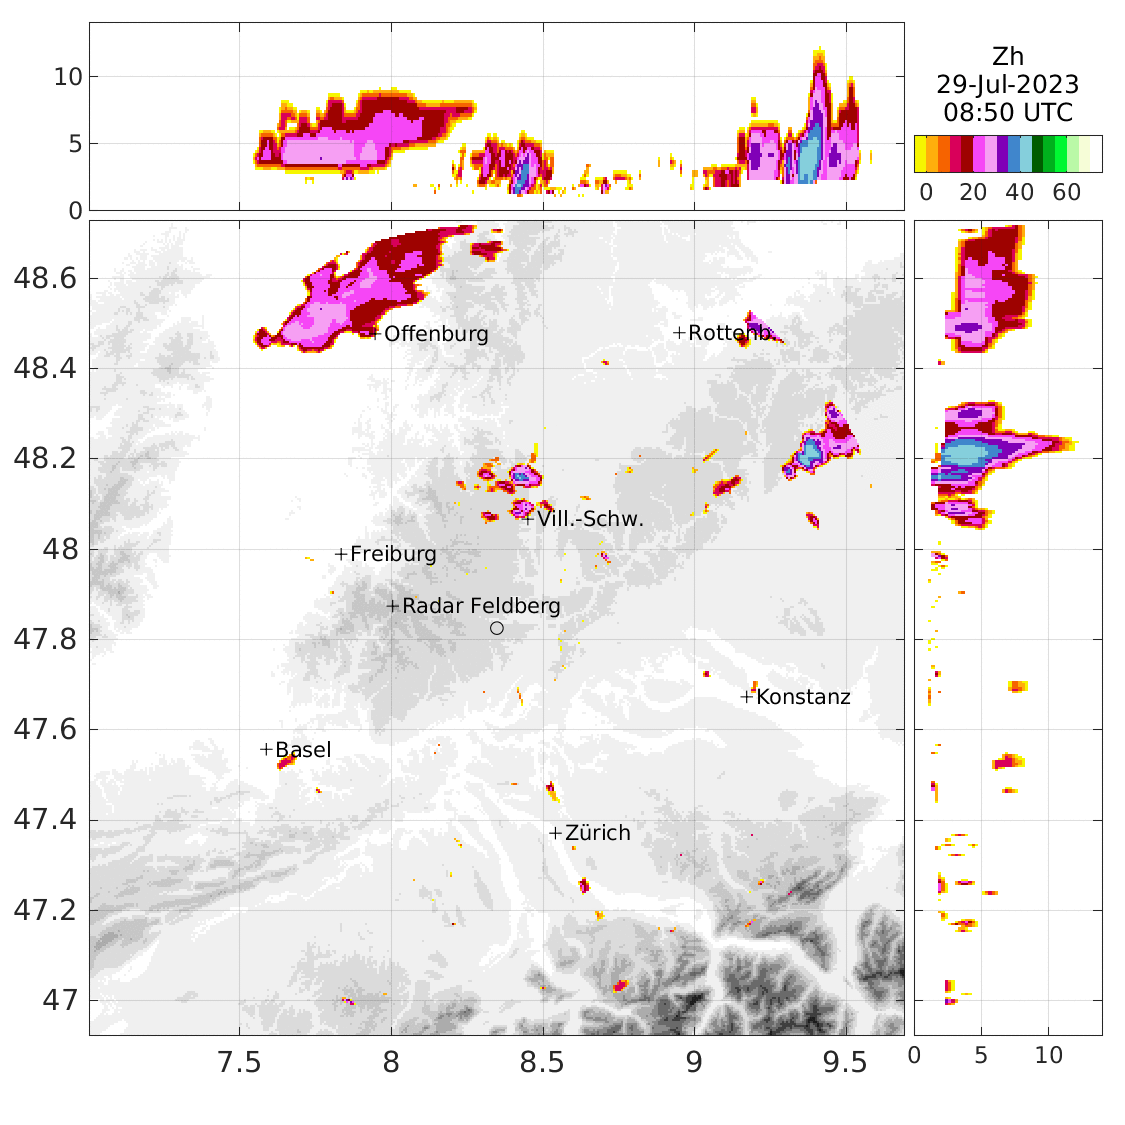 10
5
0
Zh
29-Jul-2023
08:50 UTC
0 20 40 60
48.6
48.4
48.2
48
47.8
47.6
47.4
47.2
47
+Offenburg
+Rottenb.
+Vill.-Schw.
+Freiburg
+Radar Feldberg
+Konstanz
+Basel
+Zürich
7.5 8 8.5 9 9.5
0 5 10